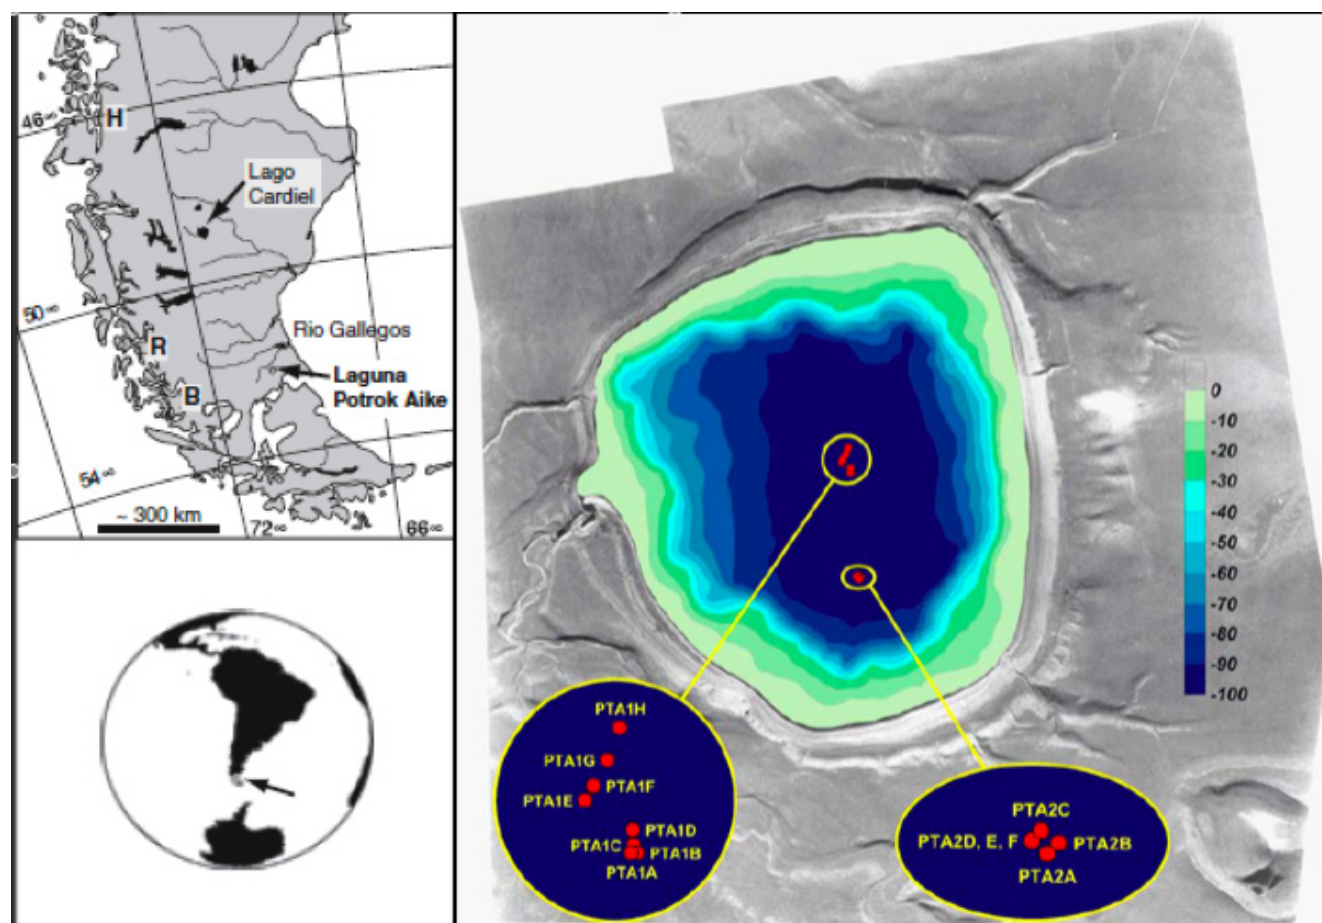 46∞
H
Lago
Cardiel
50∞
Rio Gallegos
R
Laguna
Potrok Aike
B
54∞
~ 300 km
72∞
66∞
0
-10
-20
-30
-40
-50
-60
-70
-80
-90
-100
PTA1H
PTA1G
PTA1F
PTA1E
PTA1D
PTA1C
PTA1B
PTA1A
PTA2C
PTA2D, E, F
PTA2B
PTA2A